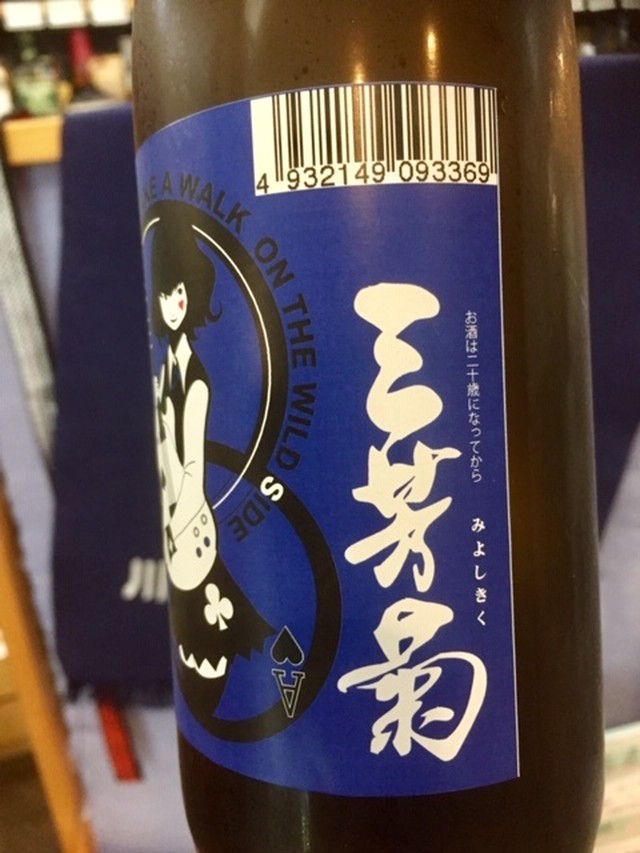 4 932149 093369
A WALK ON THE WILD SIDE
三芳菊
お酒は二十歳になってから
みよしきく
A